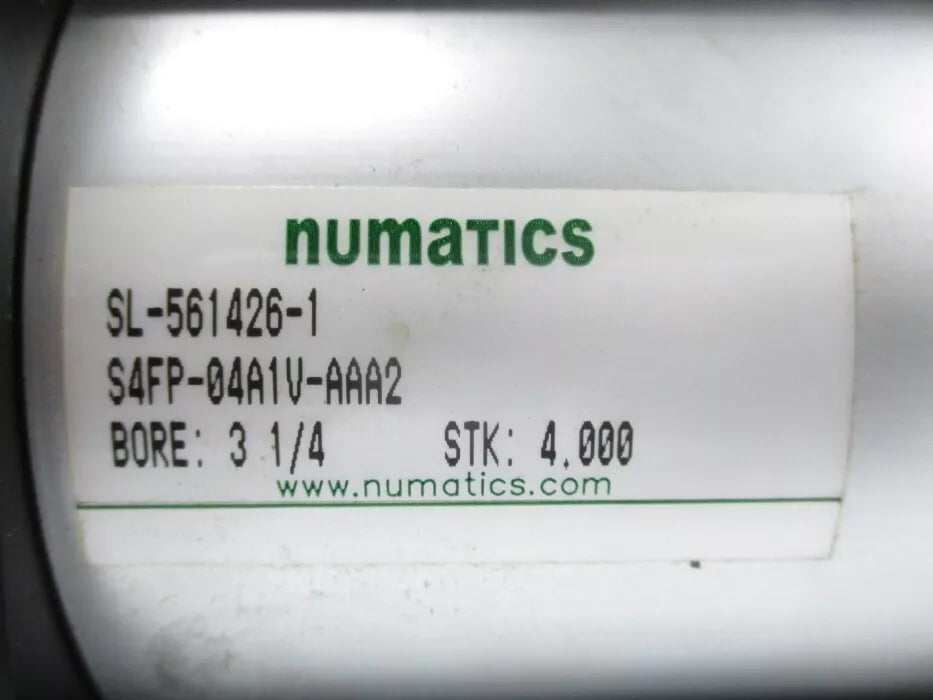 numatics
SL-561426-1
S4FP-04A1V-AAA2
BORE: 3 1/4 STK: 4.000
www.numatics.com